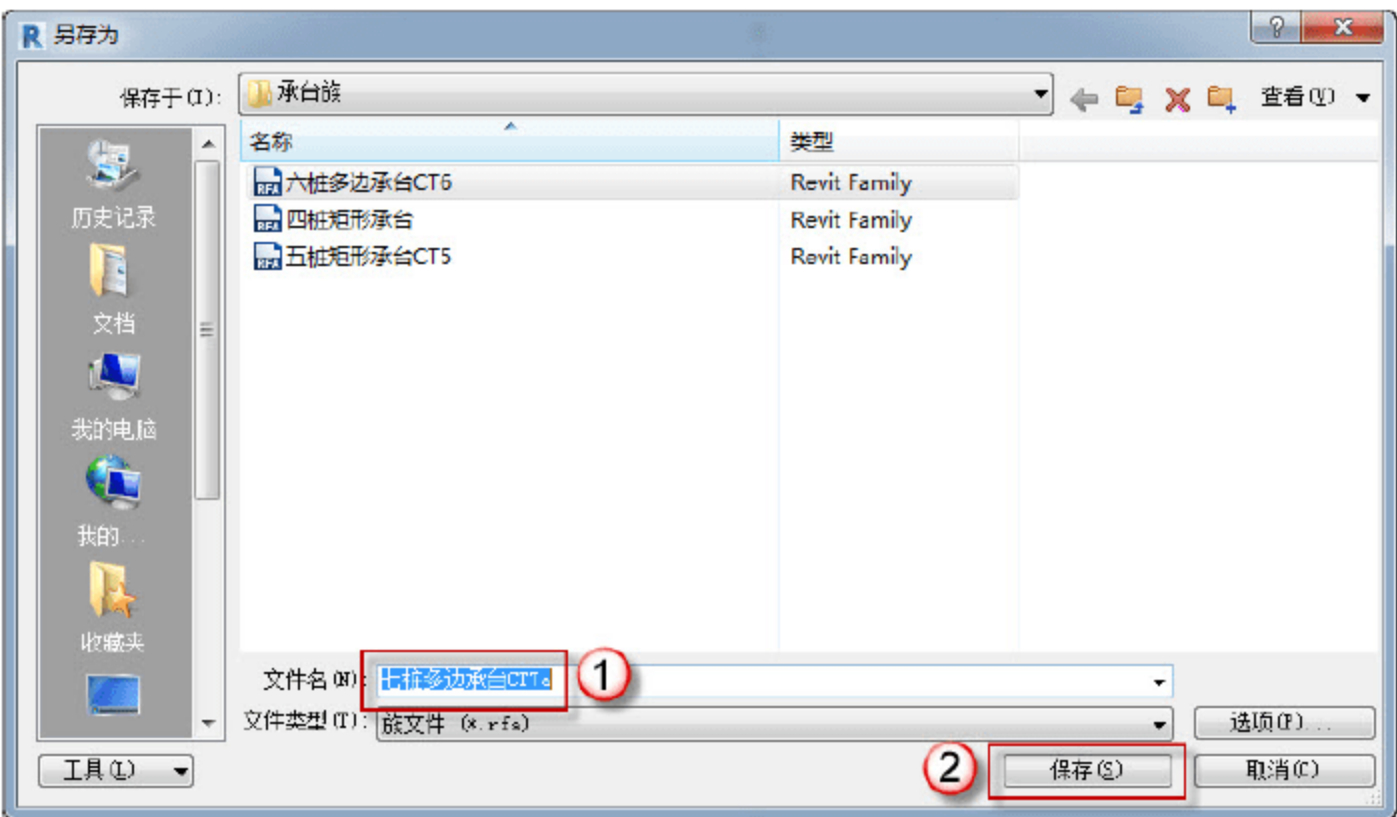 另存为
保存于(I):
承台族
查看(V)
名称
类型
六桩多边承台CT6
Revit Family
四桩矩形承台
Revit Family
五桩矩形承台CT5
Revit Family
历史记录
文档
我的电脑
我的...
收藏夹
文件名(N):
七桩多边承台CT7a
1
文件类型(T):
族文件 (*.rfa)
选项(P)...
工具(L)
2
保存(S)
取消(C)